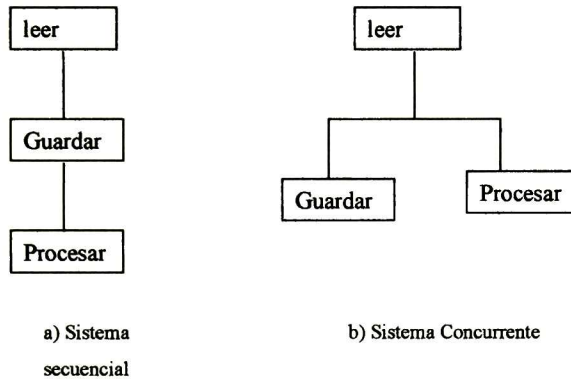 leer
Guardar
Procesar
a) Sistema
secuencial
leer
Guardar
Procesar
b) Sistema Concurrente